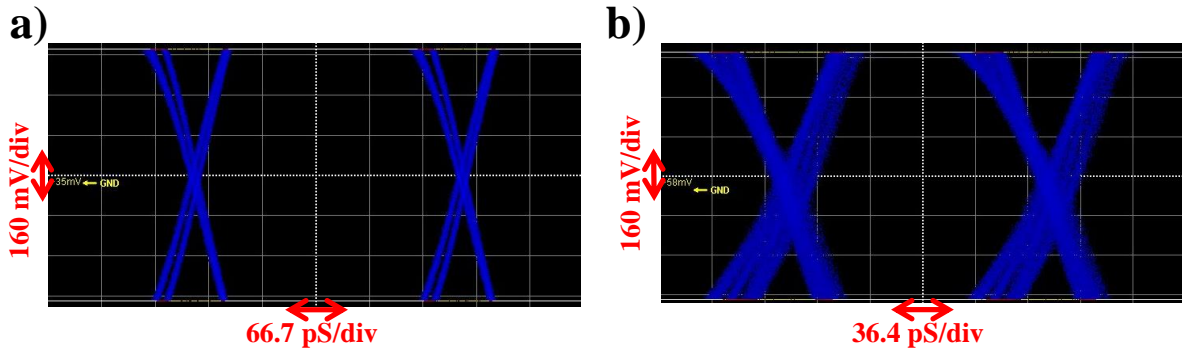 a)
160 mV/div
35mV
GND
66.7 pS/div
b)
160 mV/div
58mV
GND
36.4 pS/div